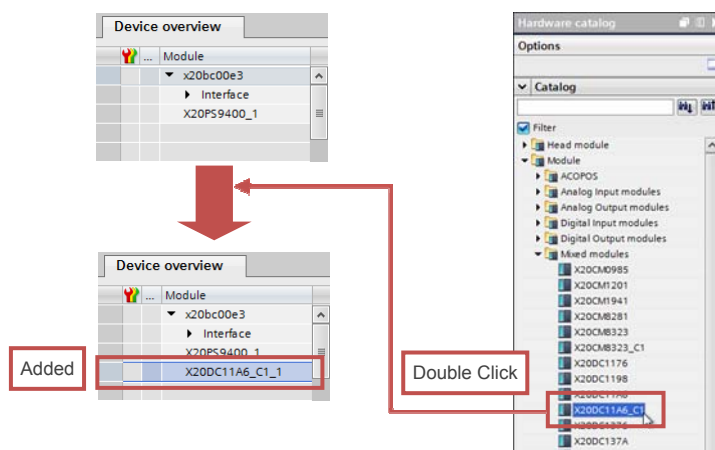 Device overview
... Module
x20bc00e3
Interface
X20PS9400_1
Device overview
... Module
x20bc00e3
Interface
X20PS9400_1
X20DC11A6_C1_1
Added
Double Click
Hardware catalog
Options
Catalog
Filter
Head module
Module
ACOPOS
Analog Input modules
Analog Output modules
Digital Input modules
Digital Output modules
Mixed modules
X20CM0985
X20CM1201
X20CM1941
X20CM8281
X20CM8323
X20CM8323_C1
X20DC1176
X20DC1198
X20DC11A6
X20DC11A6_C1
X20DC1376
X20DC137A